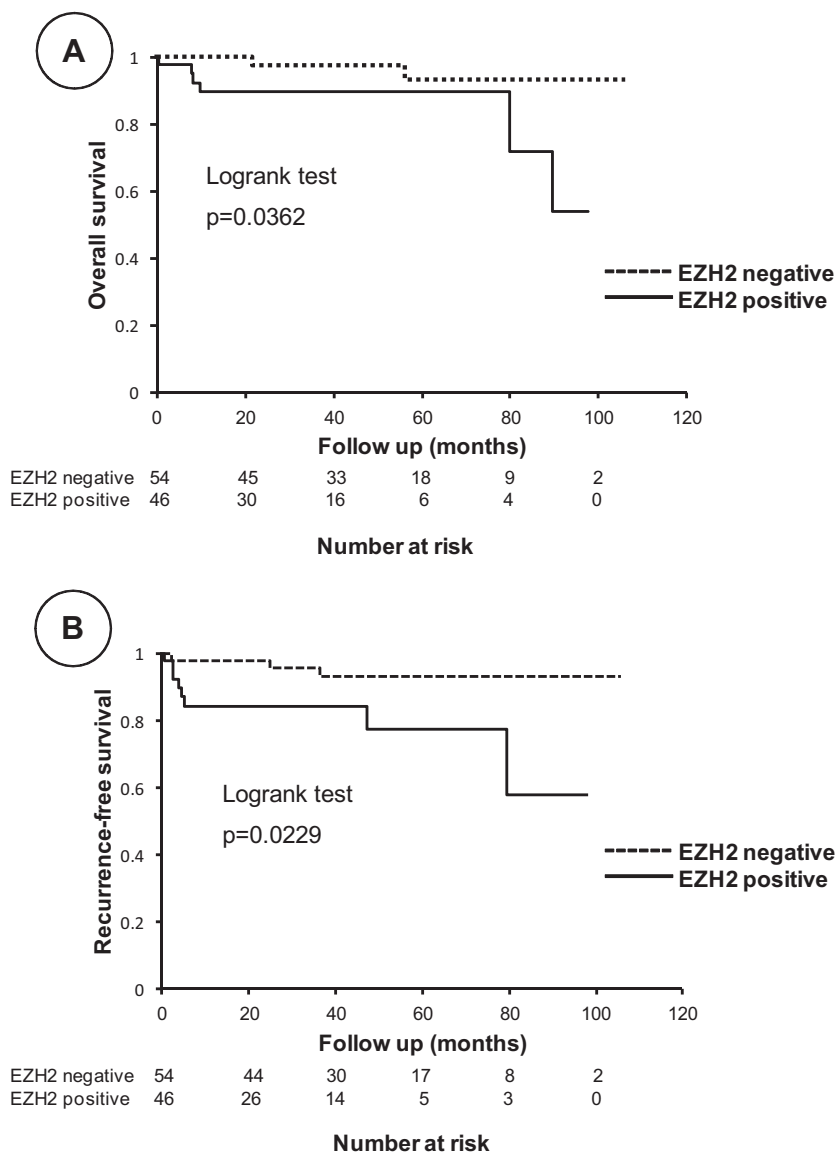 A
1
0.8
0.6
0.4
0.2
0
Overall survival
Logrank test
p=0.0362
EZH2 negative
EZH2 positive
0 20 40 60 80 100 120
Follow up (months)
EZH2 negative 54 45 33 18 9 2
EZH2 positive 46 30 16 6 4 0
Number at risk
B
1
0.8
0.6
0.4
0.2
0
Recurrence-free survival
Logrank test
p=0.0229
EZH2 negative
EZH2 positive
0 20 40 60 80 100 120
Follow up (months)
EZH2 negative 54 44 30 17 8 2
EZH2 positive 46 26 14 5 3 0
Number at risk